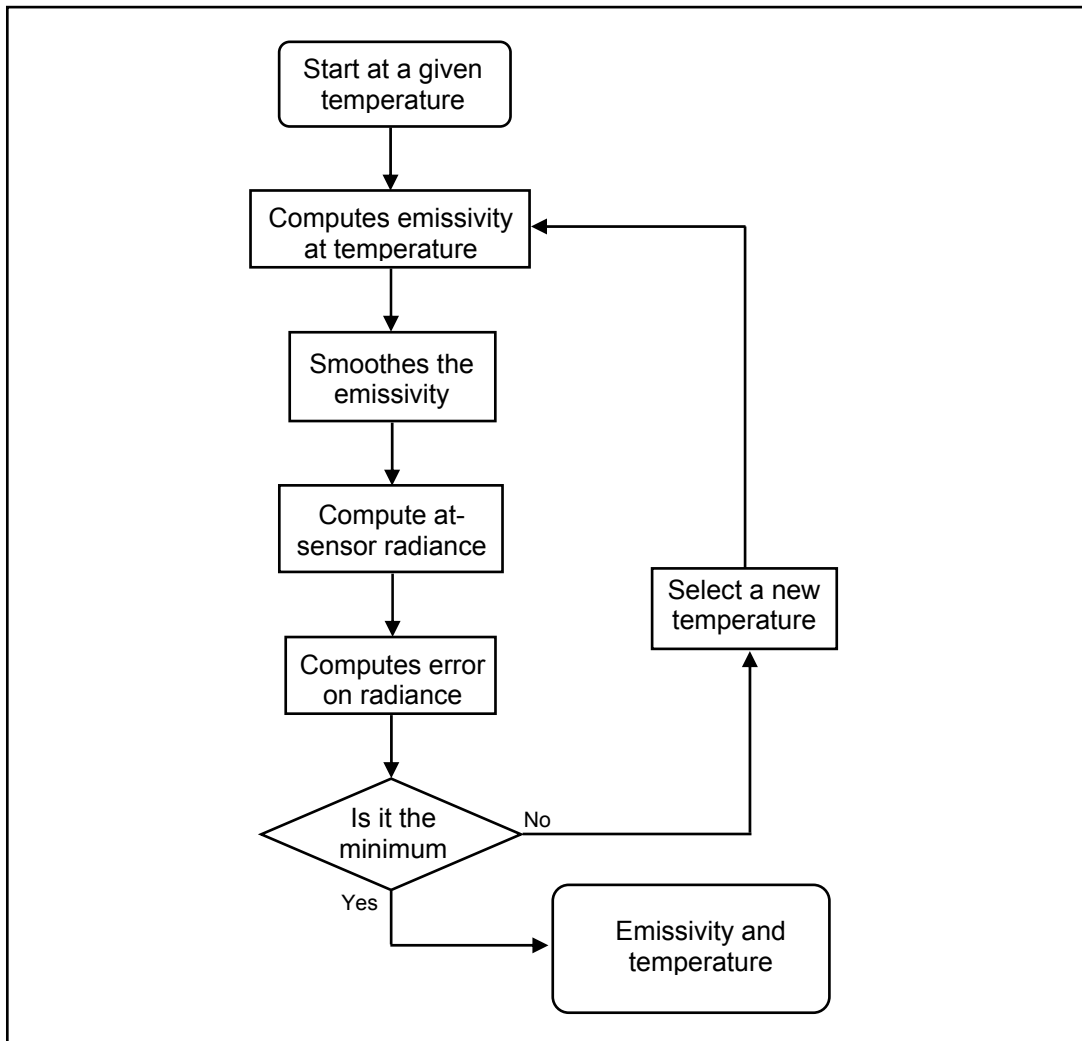 Start at a given
temperature
Computes emissivity
at temperature
Smoothes the
emissivity
Compute at-
sensor radiance
Select a new
temperature
Computes error
on radiance
Is it the
minimum
No
Yes
Emissivity and
temperature